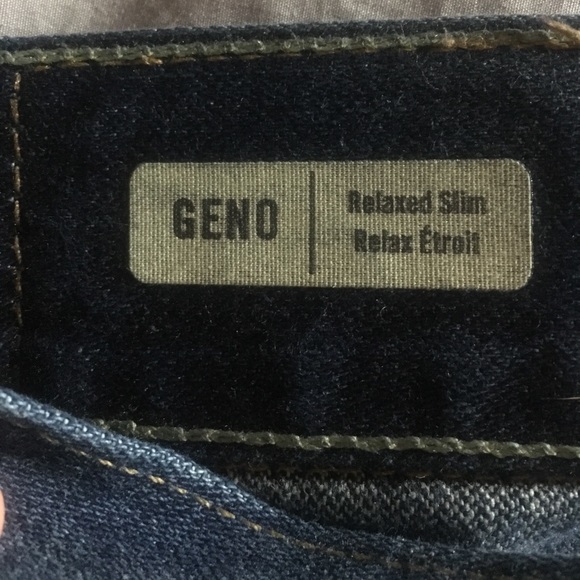 GENO
Relaxed Slim
Relax Étroit